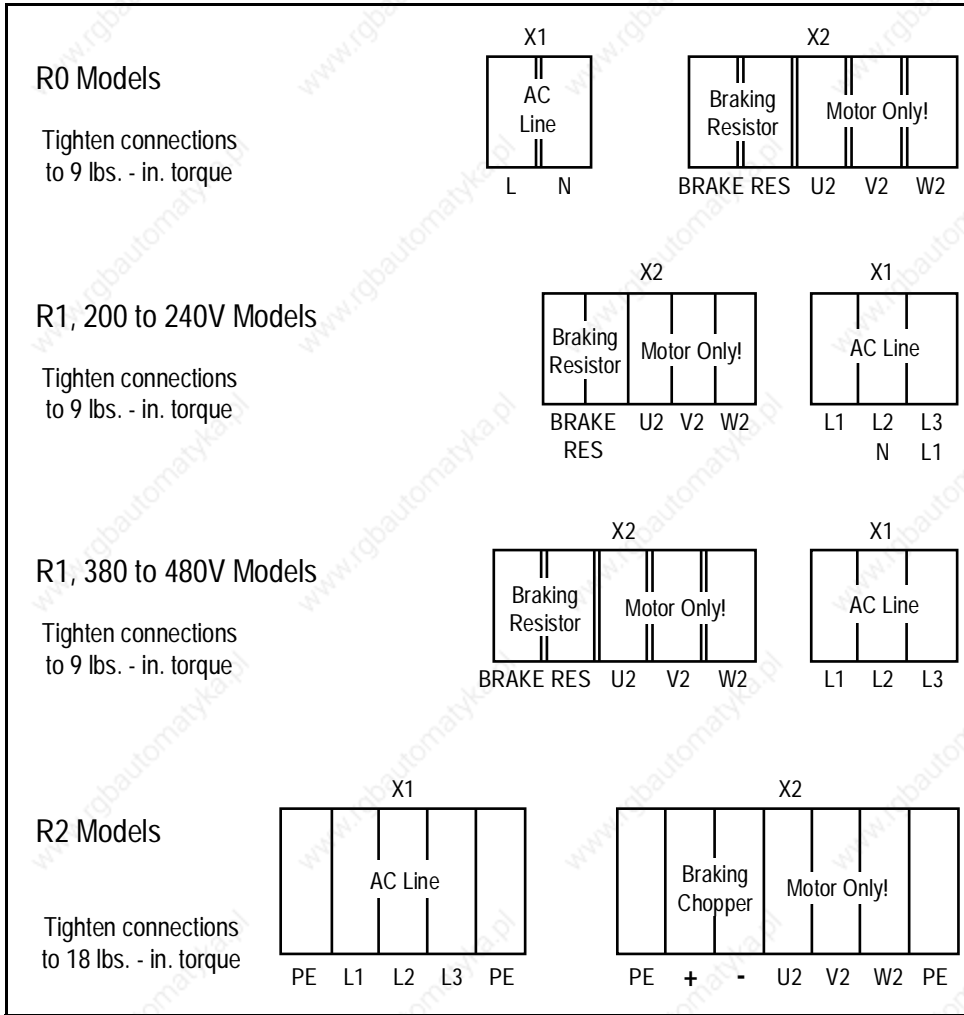 X1
X2
R0 Models
Tighten connections
to 9 lbs. - in. torque
AC
Line
Braking
Resistor
Motor Only!
L N
BRAKE RES U2 V2 W2
X2
X1
R1, 200 to 240V Models
Tighten connections
to 9 lbs. - in. torque
Braking
Resistor
Motor Only!
AC Line
BRAKE
RES
U2 V2 W2
L1 L2 L3
N L1
X2
X1
R1, 380 to 480V Models
Tighten connections
to 9 lbs. - in. torque
Braking
Resistor
Motor Only!
AC Line
BRAKE RES U2 V2 W2
L1 L2 L3
X1
X2
R2 Models
Tighten connections
to 18 lbs. - in. torque
AC Line
Braking
Chopper
Motor Only!
PE L1 L2 L3 PE
PE + - U2 V2 W2 PE
www.rgbautomatyka.pl